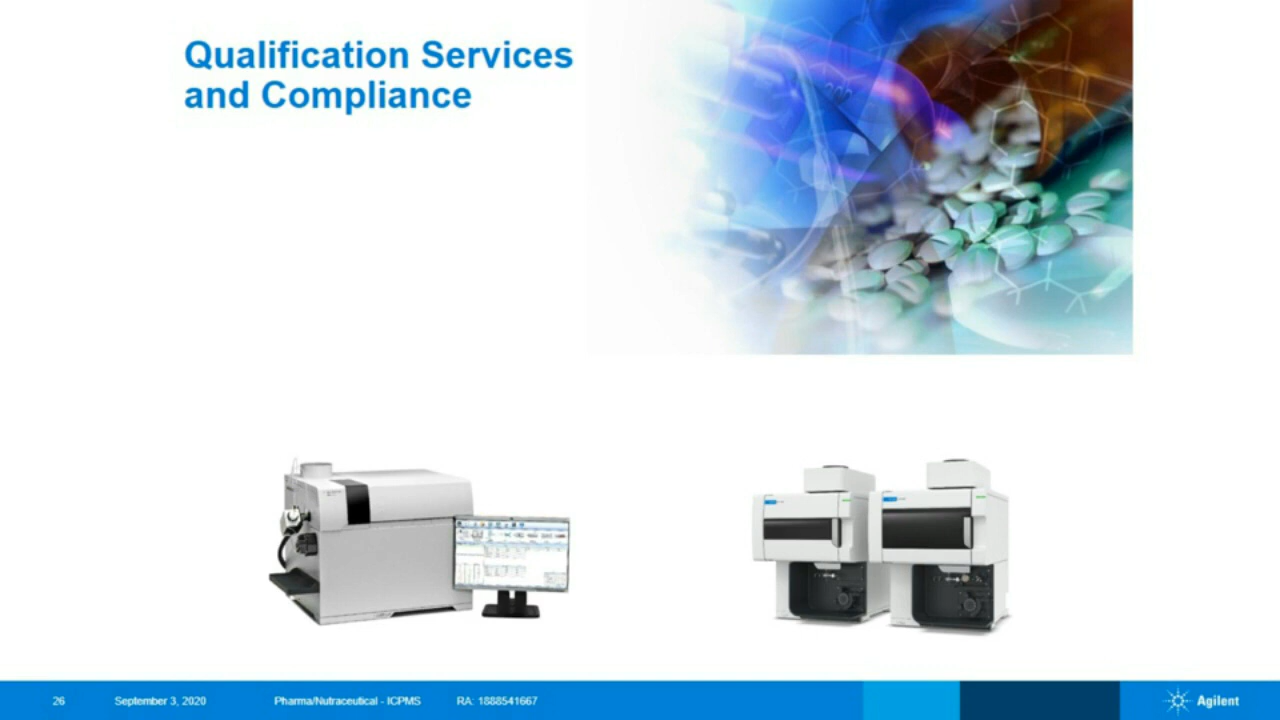 Qualification Services
and Compliance
26 September 3, 2020 Pharma/Nutraceutical - ICPMS RA: 1888541667 Agilent